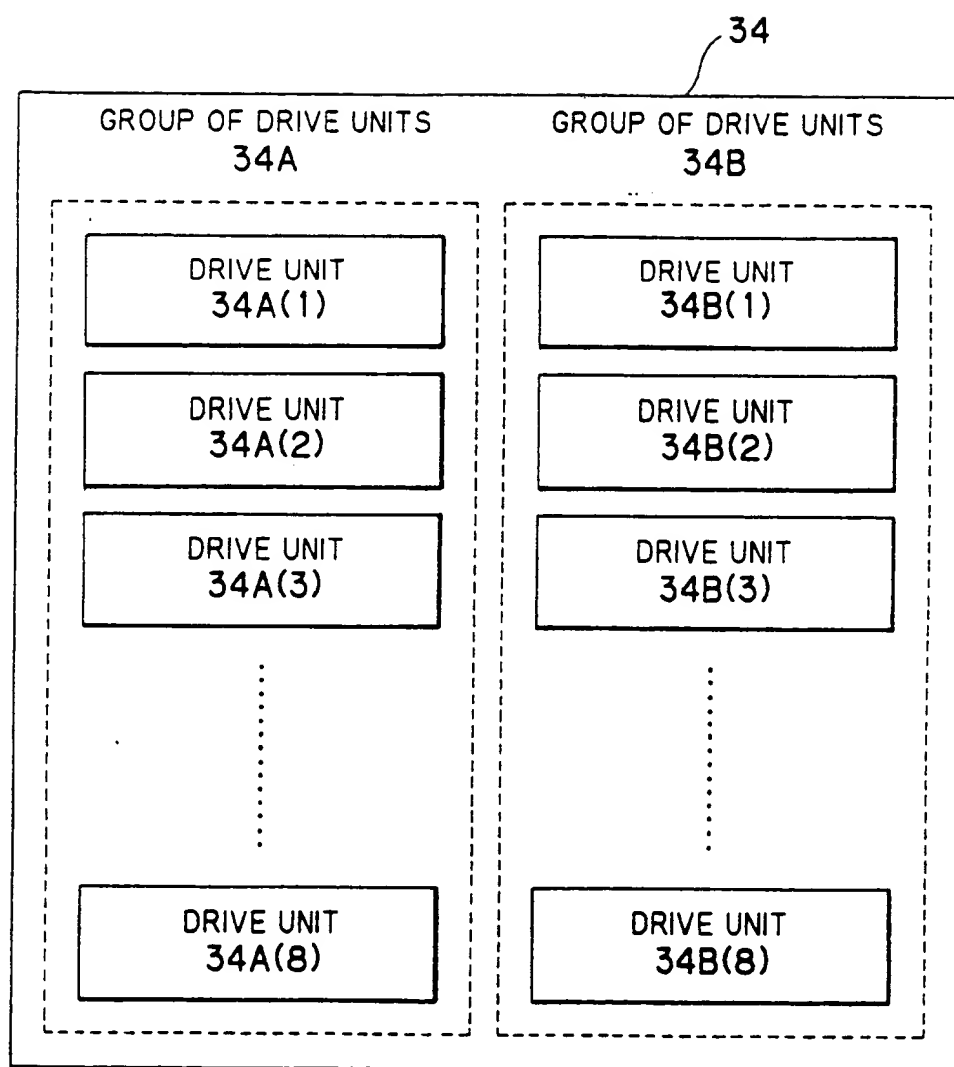 34
GROUP OF DRIVE UNITS
34A
DRIVE UNIT
34A(1)
DRIVE UNIT
34A(2)
DRIVE UNIT
34A(3)
DRIVE UNIT
34A(8)
GROUP OF DRIVE UNITS
34B
DRIVE UNIT
34B(1)
DRIVE UNIT
34B(2)
DRIVE UNIT
34B(3)
DRIVE UNIT
34B(8)